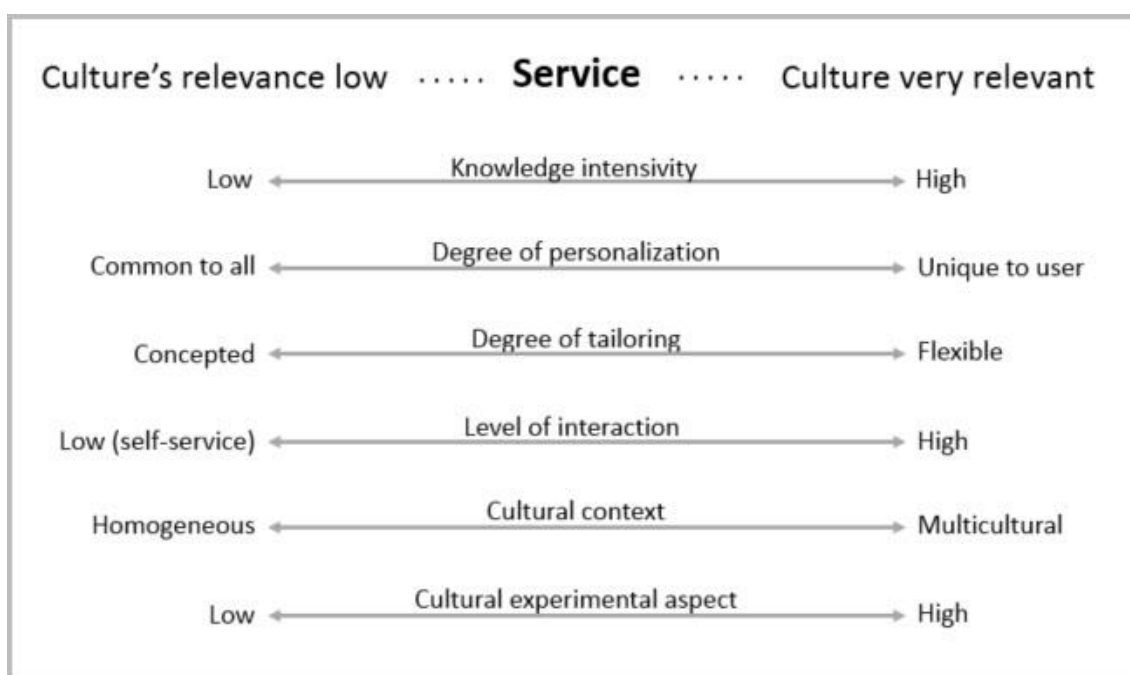 Culture's relevance low ..... Service ..... Culture very relevant
Knowledge intensivity
Low High
Degree of personalization
Common to all Unique to user
Degree of tailoring
Concepted Flexible
Level of interaction
Low (self-service) High
Cultural context
Homogeneous Multicultural
Cultural experimental aspect
Low High